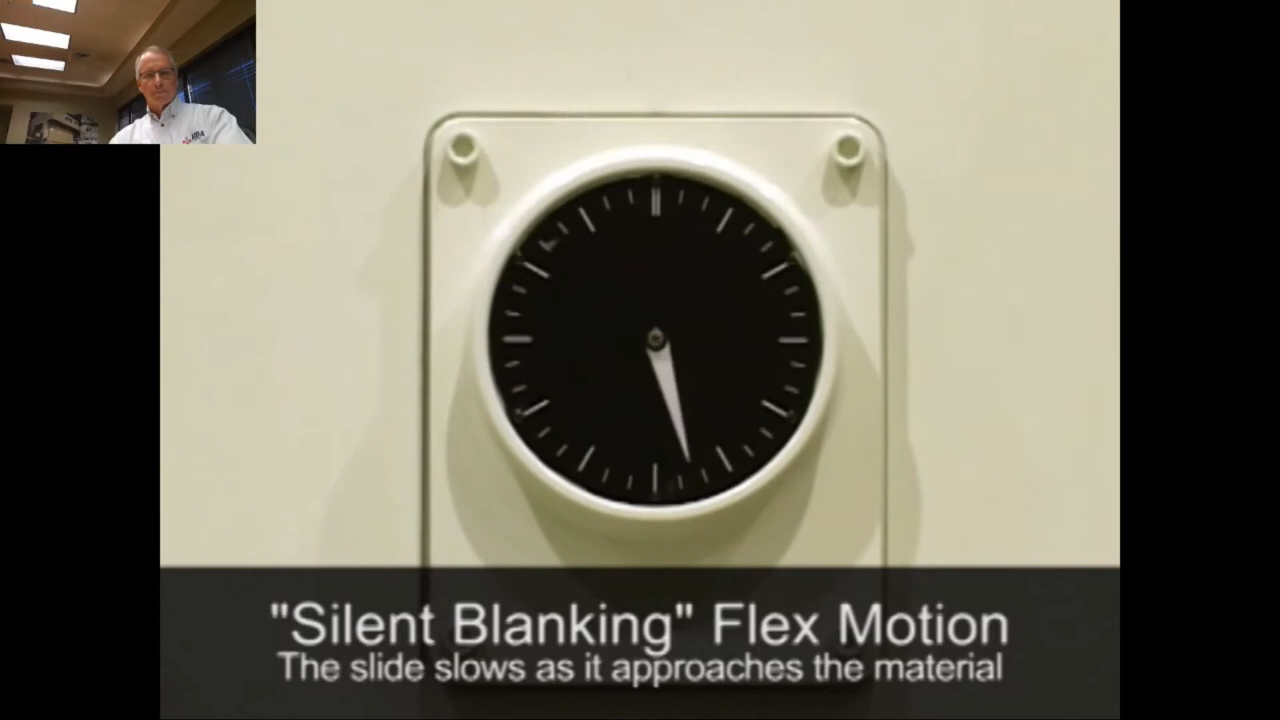 "Silent Blanking" Flex Motion
The slide slows as it approaches the material